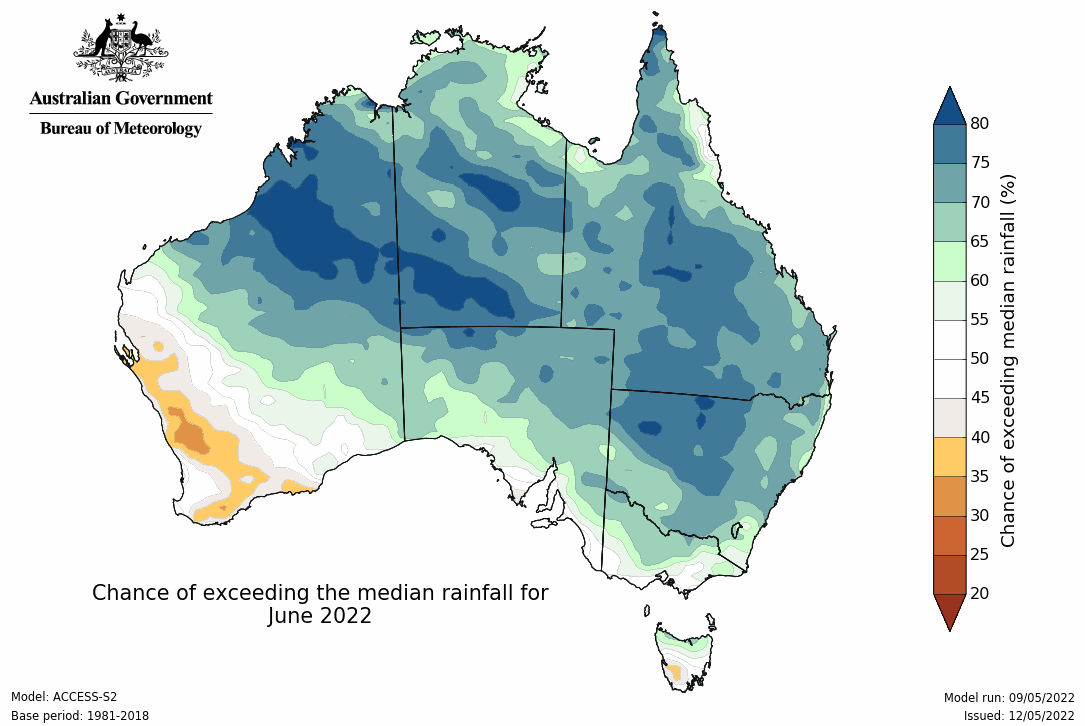 Australian Government
Bureau of Meteorology
80
75
70
65
60
55
50
45
40
35
30
25
20
Chance of exceeding median rainfall (%)
Chance of exceeding the median rainfall for
June 2022
Model: ACCESS-S2
Base period: 1981-2018
Model run: 09/05/2022
Issued: 12/05/2022